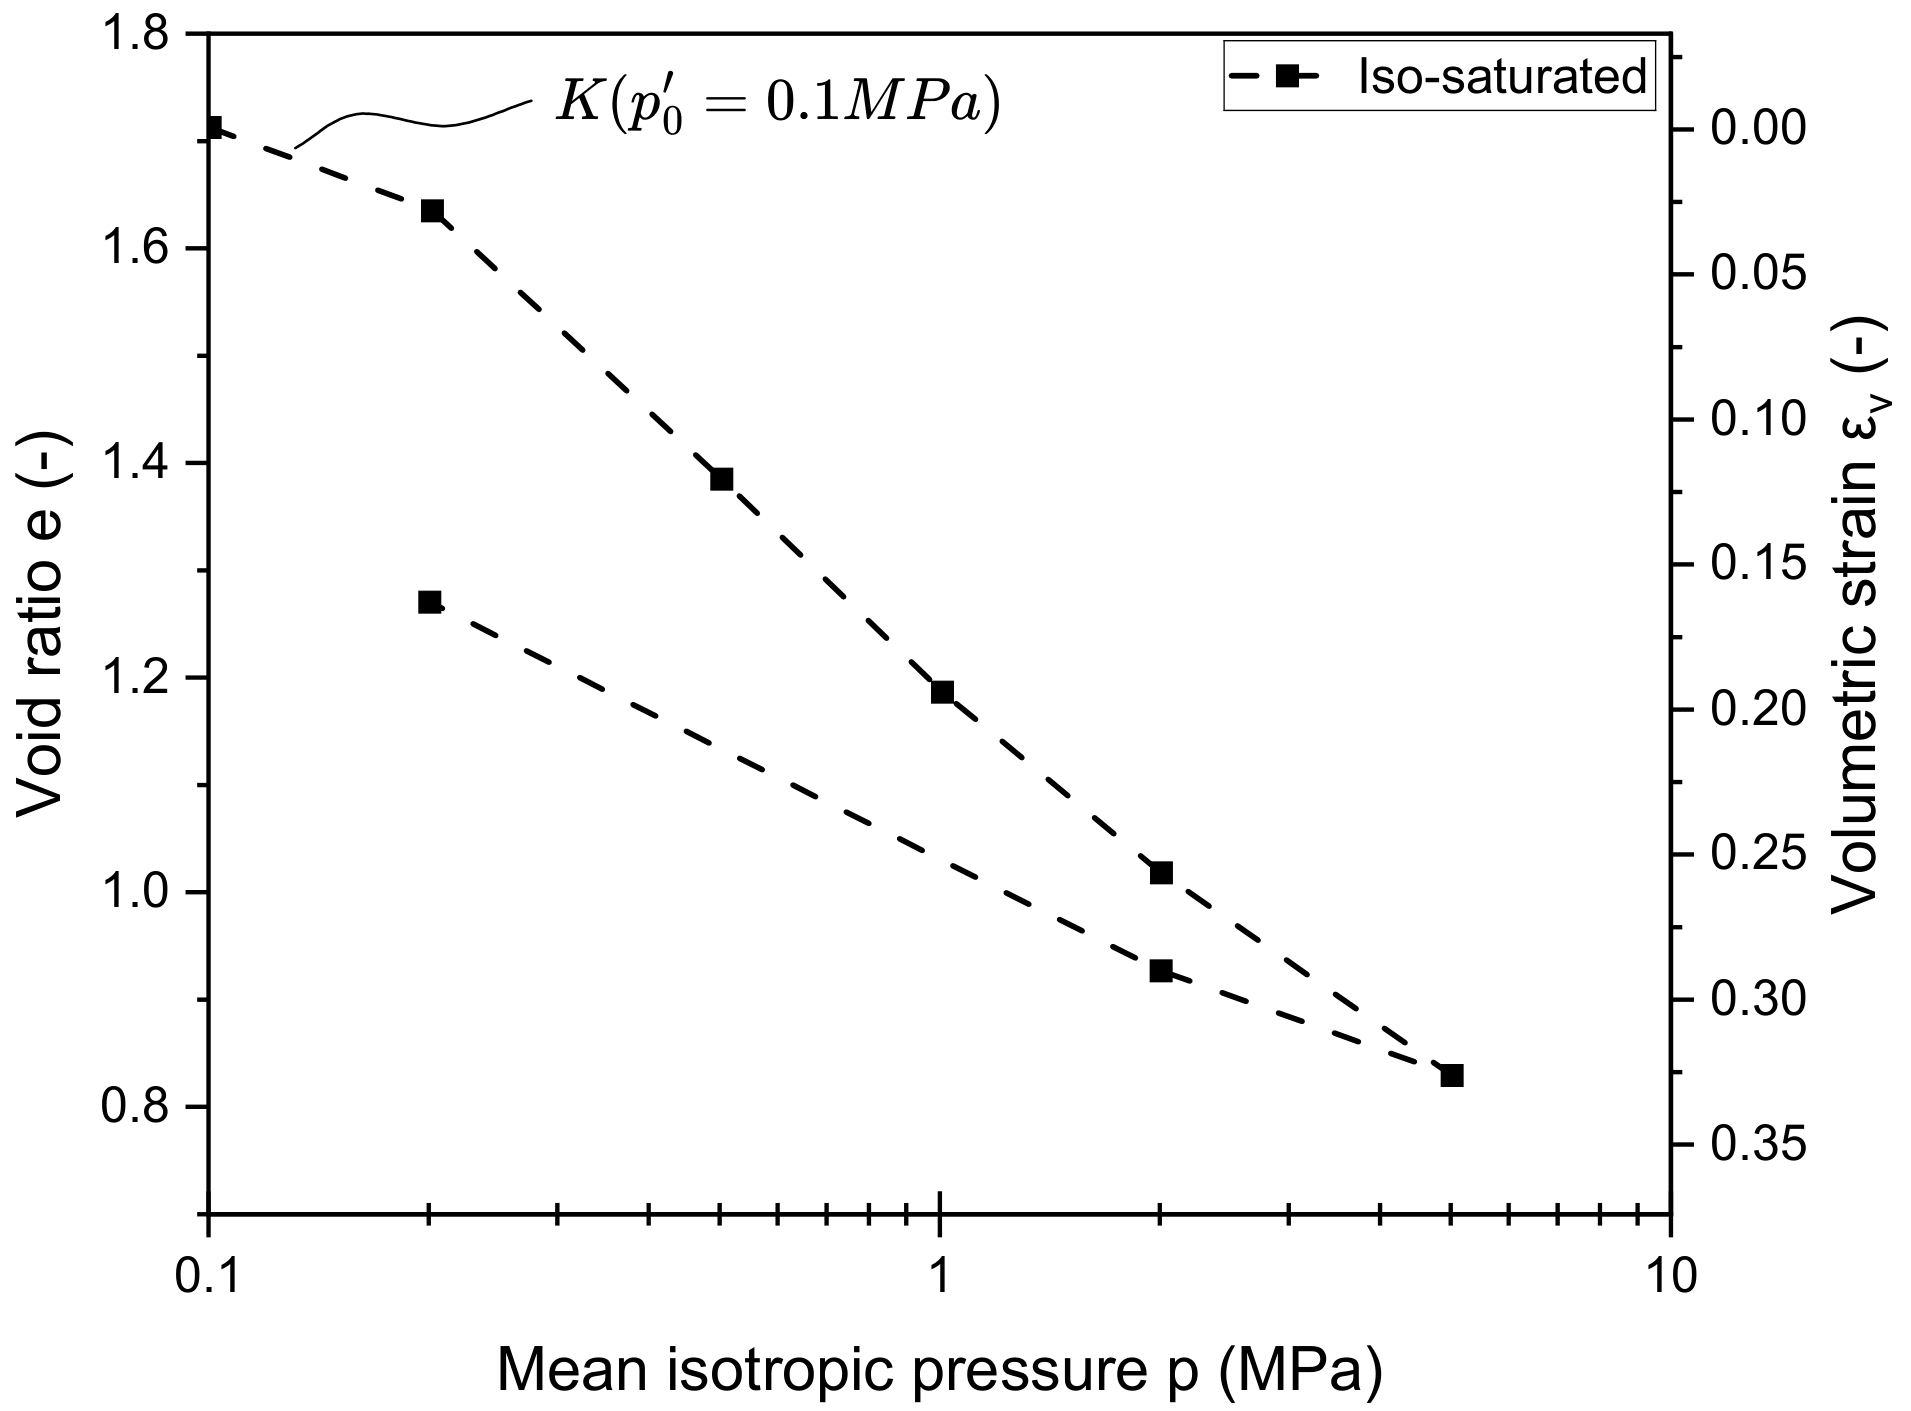 1.8
1.6
1.4
1.2
1.0
0.8
Void ratio e (-)
K(p′₀ = 0.1MPa)
Iso-saturated
0.00
0.05
0.10
0.15
0.20
0.25
0.30
0.35
Volumetric strain εᵥ (-)
0.1 1 10
Mean isotropic pressure p (MPa)